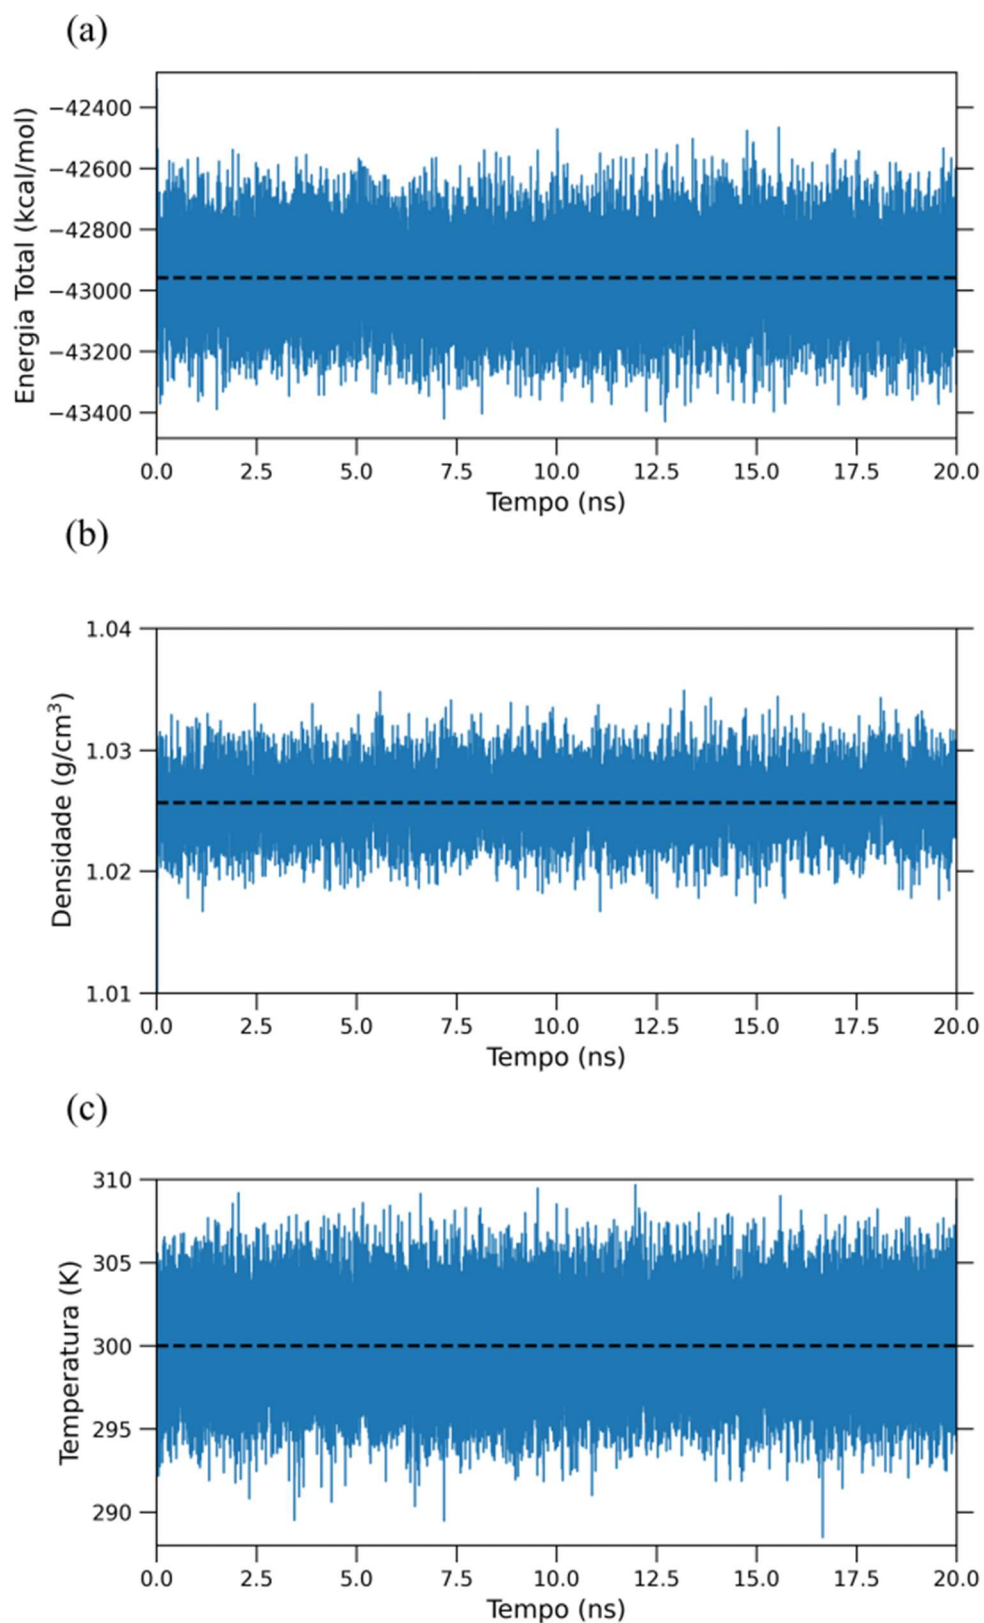 (a)
Energia Total (kcal/mol)
−42400
−42600
−42800
−43000
−43200
−43400
0.0 2.5 5.0 7.5 10.0 12.5 15.0 17.5 20.0
Tempo (ns)
(b)
Densidade (g/cm³)
1.04
1.03
1.02
1.01
0.0 2.5 5.0 7.5 10.0 12.5 15.0 17.5 20.0
Tempo (ns)
(c)
Temperatura (K)
310
305
300
295
290
0.0 2.5 5.0 7.5 10.0 12.5 15.0 17.5 20.0
Tempo (ns)